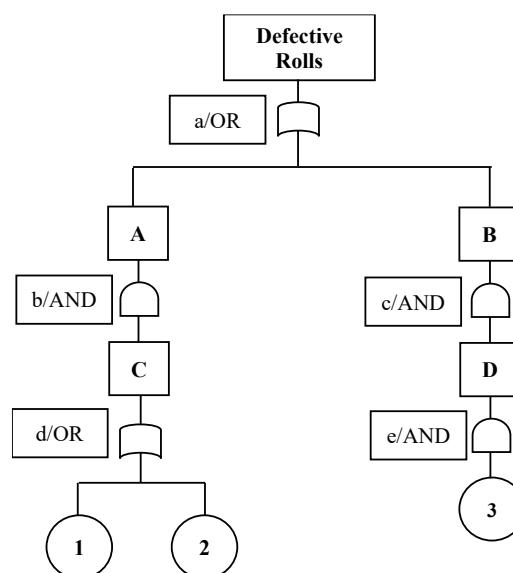 Defective
Rolls
a/OR
A
B
b/AND
c/AND
C
D
d/OR
e/AND
3
1
2